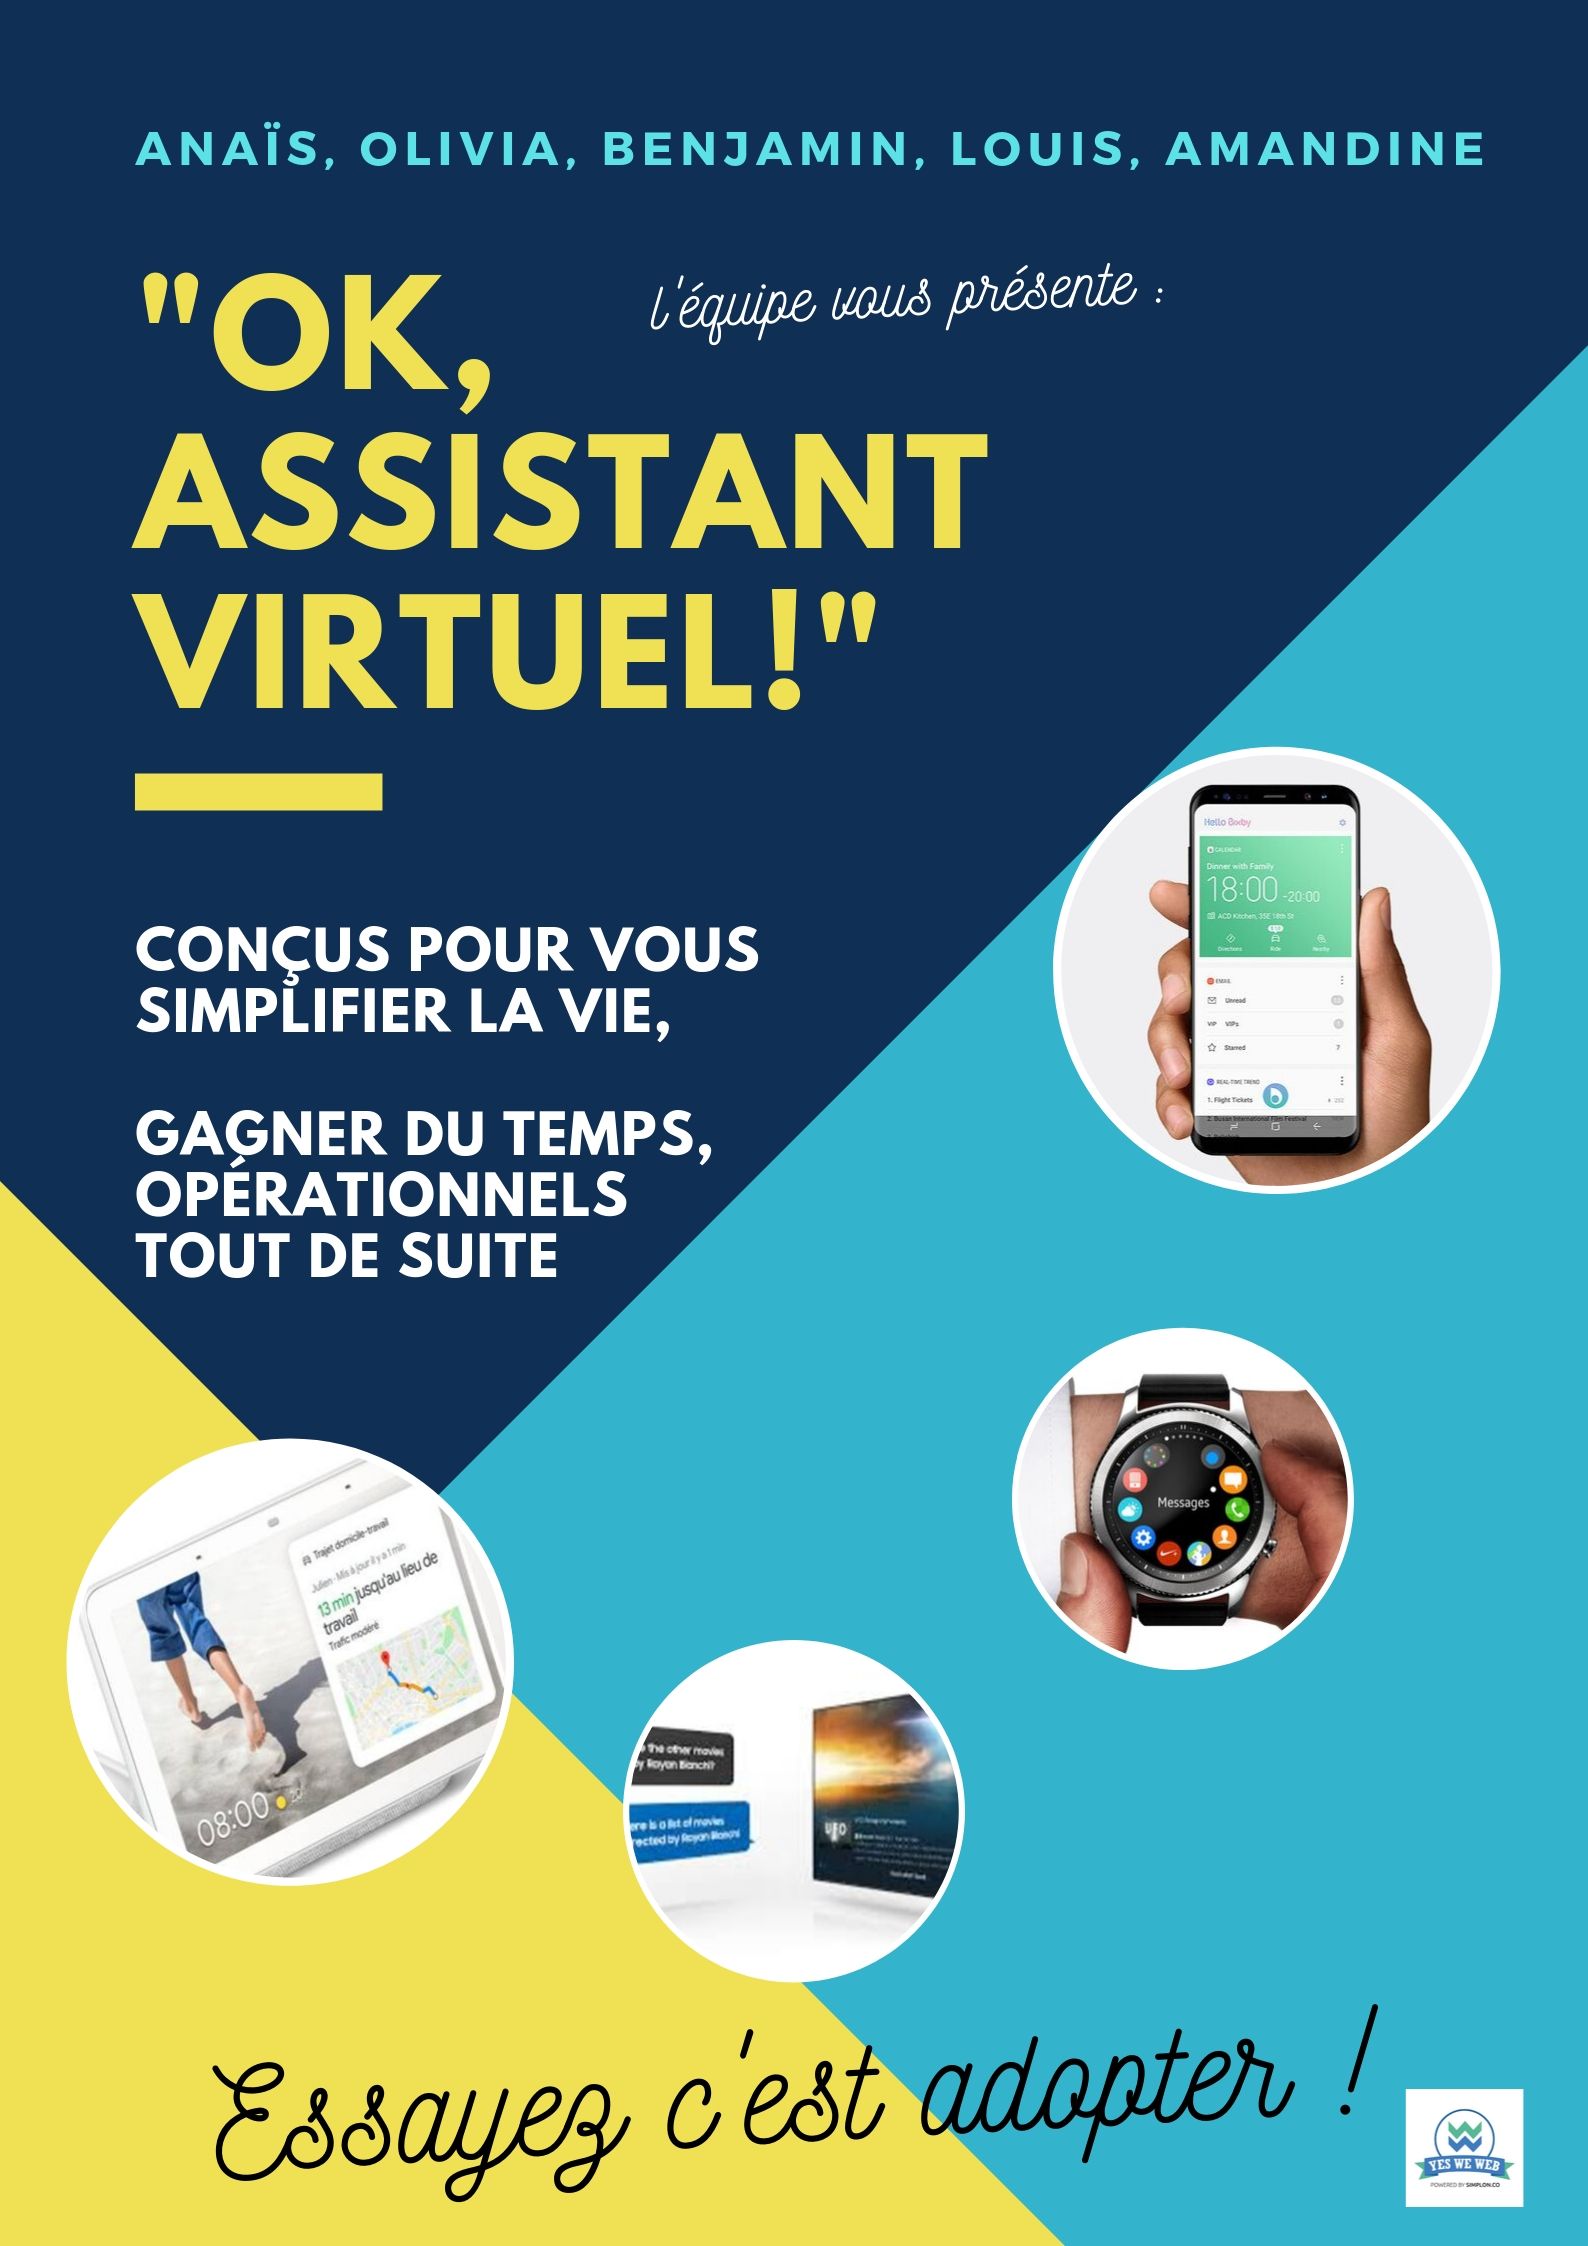 ANAÏS, OLIVIA, BENJAMIN, LOUIS, AMANDINE
l'équipe vous présente :
"OK,
ASSISTANT
VIRTUEL!"
CONÇUS POUR VOUS
SIMPLIFIER LA VIE,
GAGNER DU TEMPS,
OPÉRATIONNELS
TOUT DE SUITE
Hello Bixby
CALENDAR
Dinner with Family
18:00 -20:00
ACD Kitchen, 35E 18th St
Directions Ride Nearby
EMAIL
Unread
VIP VIPs
Starred 7
REAL-TIME TREND
1. Flight Tickets
2. Busan International Film Festival
Messages
Trajet domicile-travail
Julien · Mis à jour il y a 1 min
13 min jusqu'au lieu de
travail
Trafic modéré
08:00
the other movies
by Rayan Bianchi?
ere is a list of movies
rected by Rayan Bianchi
UFO
Essayez c'est adopter !
YES WE WEB
POWERED BY SIMPLON.CO